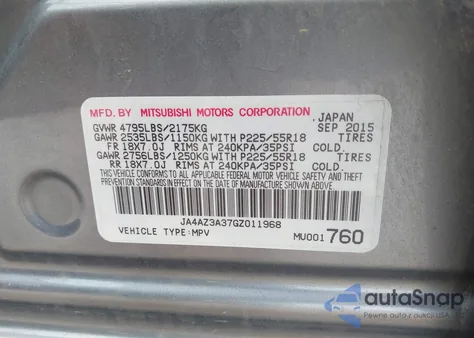 MFD. BY MITSUBISHI MOTORS CORPORATION .JAPAN
GVWR 4795LBS/2175KG SEP 2015
GAWR 2535LBS/1150KG WITH P225/55R18 TIRES
FR 18X7.0J RIMS AT 240KPA/35PSI COLD.
GAWR 2756LBS/1250KG WITH P225/55R18 TIRES
RR 18X7.0J RIMS AT 240KPA/35PSI COLD.
THIS VEHICLE CONFORMS TO ALL APPLICABLE FEDERAL MOTOR VEHICLE SAFETY AND
THEFT PREVENTION STANDARDS IN EFFECT ON THE DATE OF MANUFACTURE SHOWN ABOVE.
JA4AZ3A37GZ011968
VEHICLE TYPE:MPV MU001760
autoSnap
Pewne auto z USA